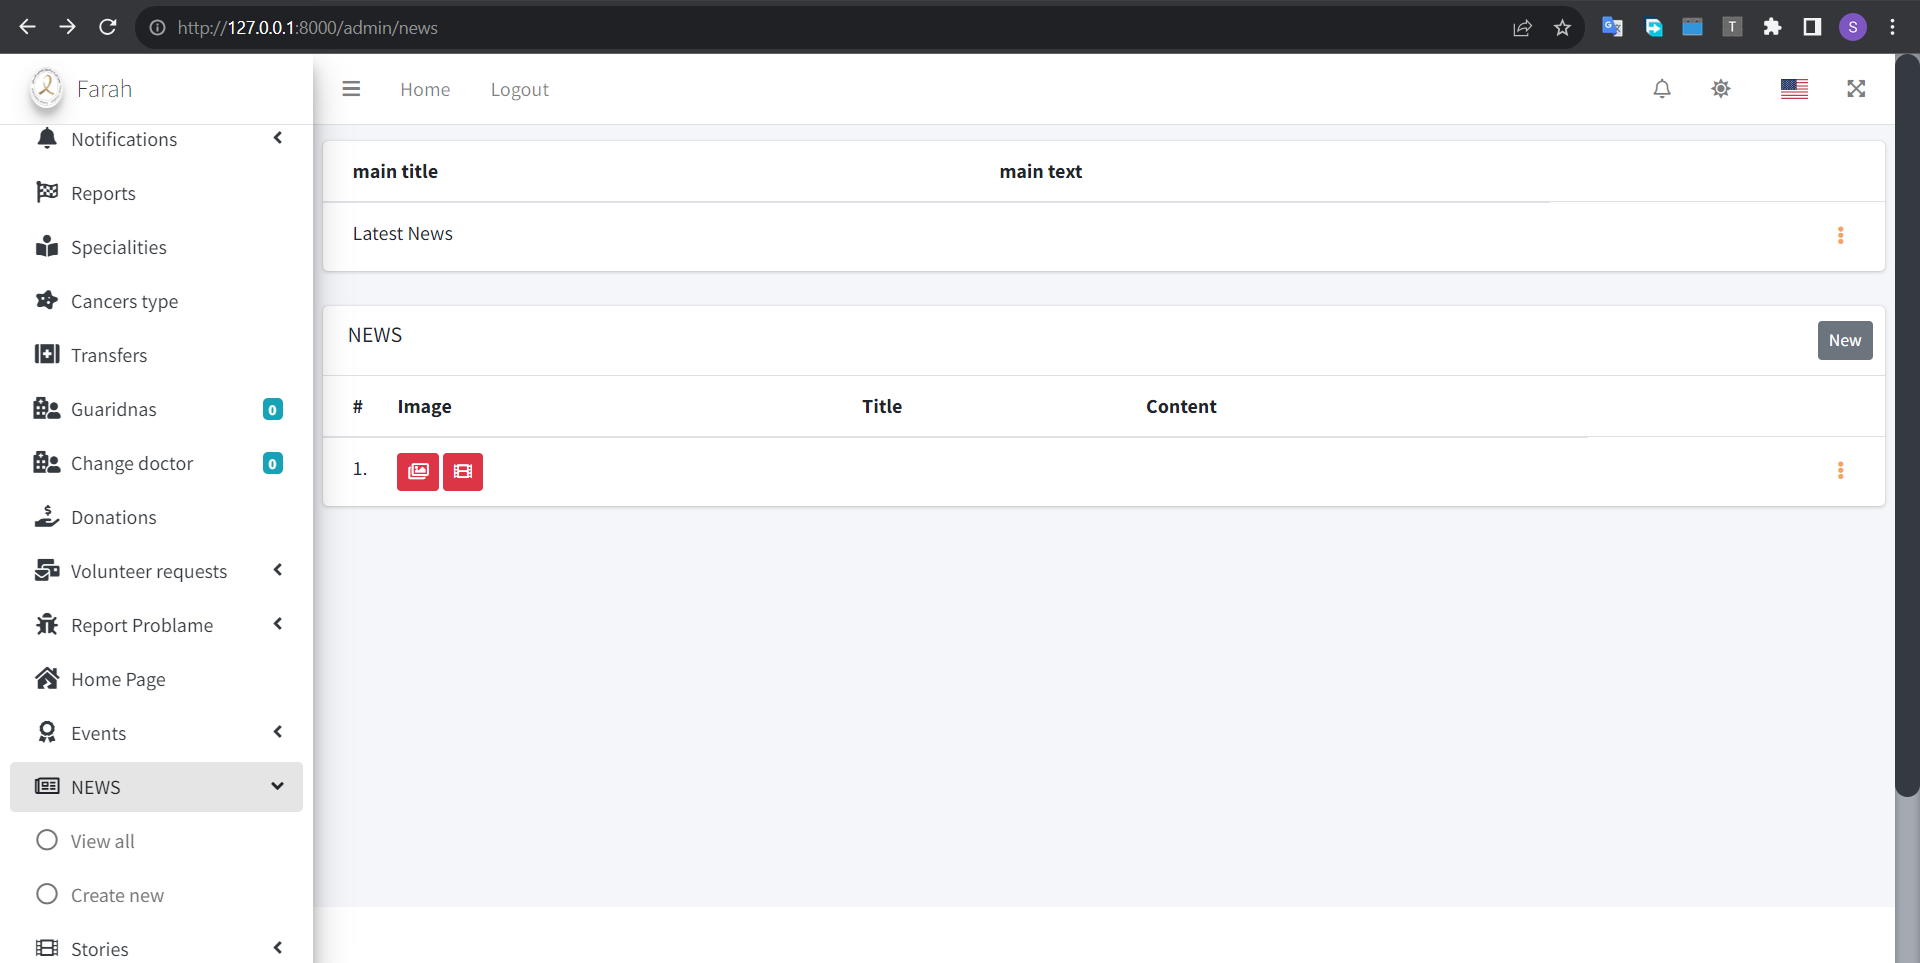 http://127.0.0.1:8000/admin/news
T
S
Farah
Home
Logout
Notifications
Reports
Specialities
Cancers type
Transfers
Guaridnas 0
Change doctor 0
Donations
Volunteer requests
Report Problame
Home Page
Events
NEWS
View all
Create new
Stories
main title main text
Latest News
NEWS
New
# Image Title Content
1.